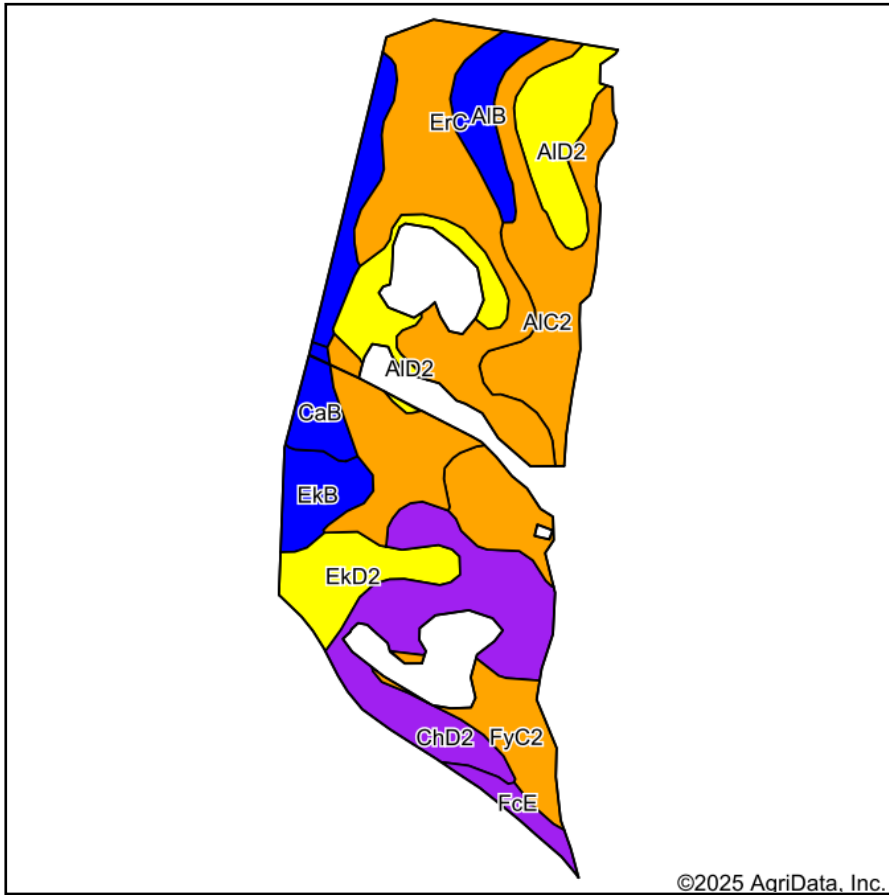 ErC
AlB
AlD2
AlC2
AlD2
CaB
EkB
EkD2
ChD2
FyC2
FcE
©2025 AgriData, Inc.